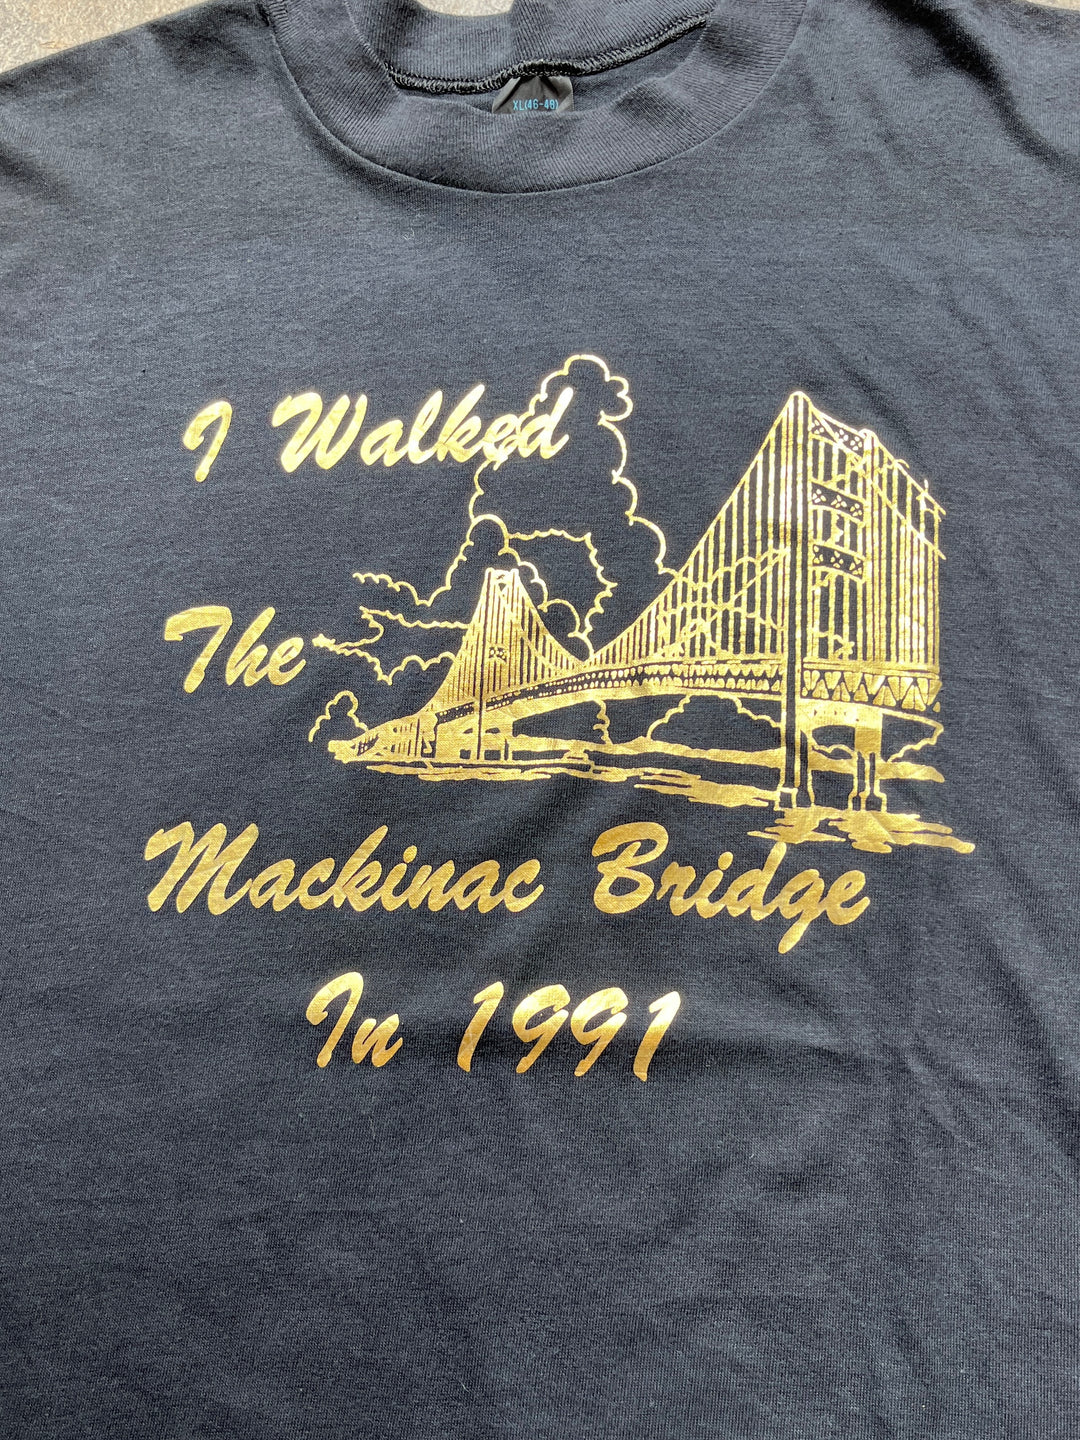 XL(46-48)
I Walked
The
Mackinac Bridge
In 1991